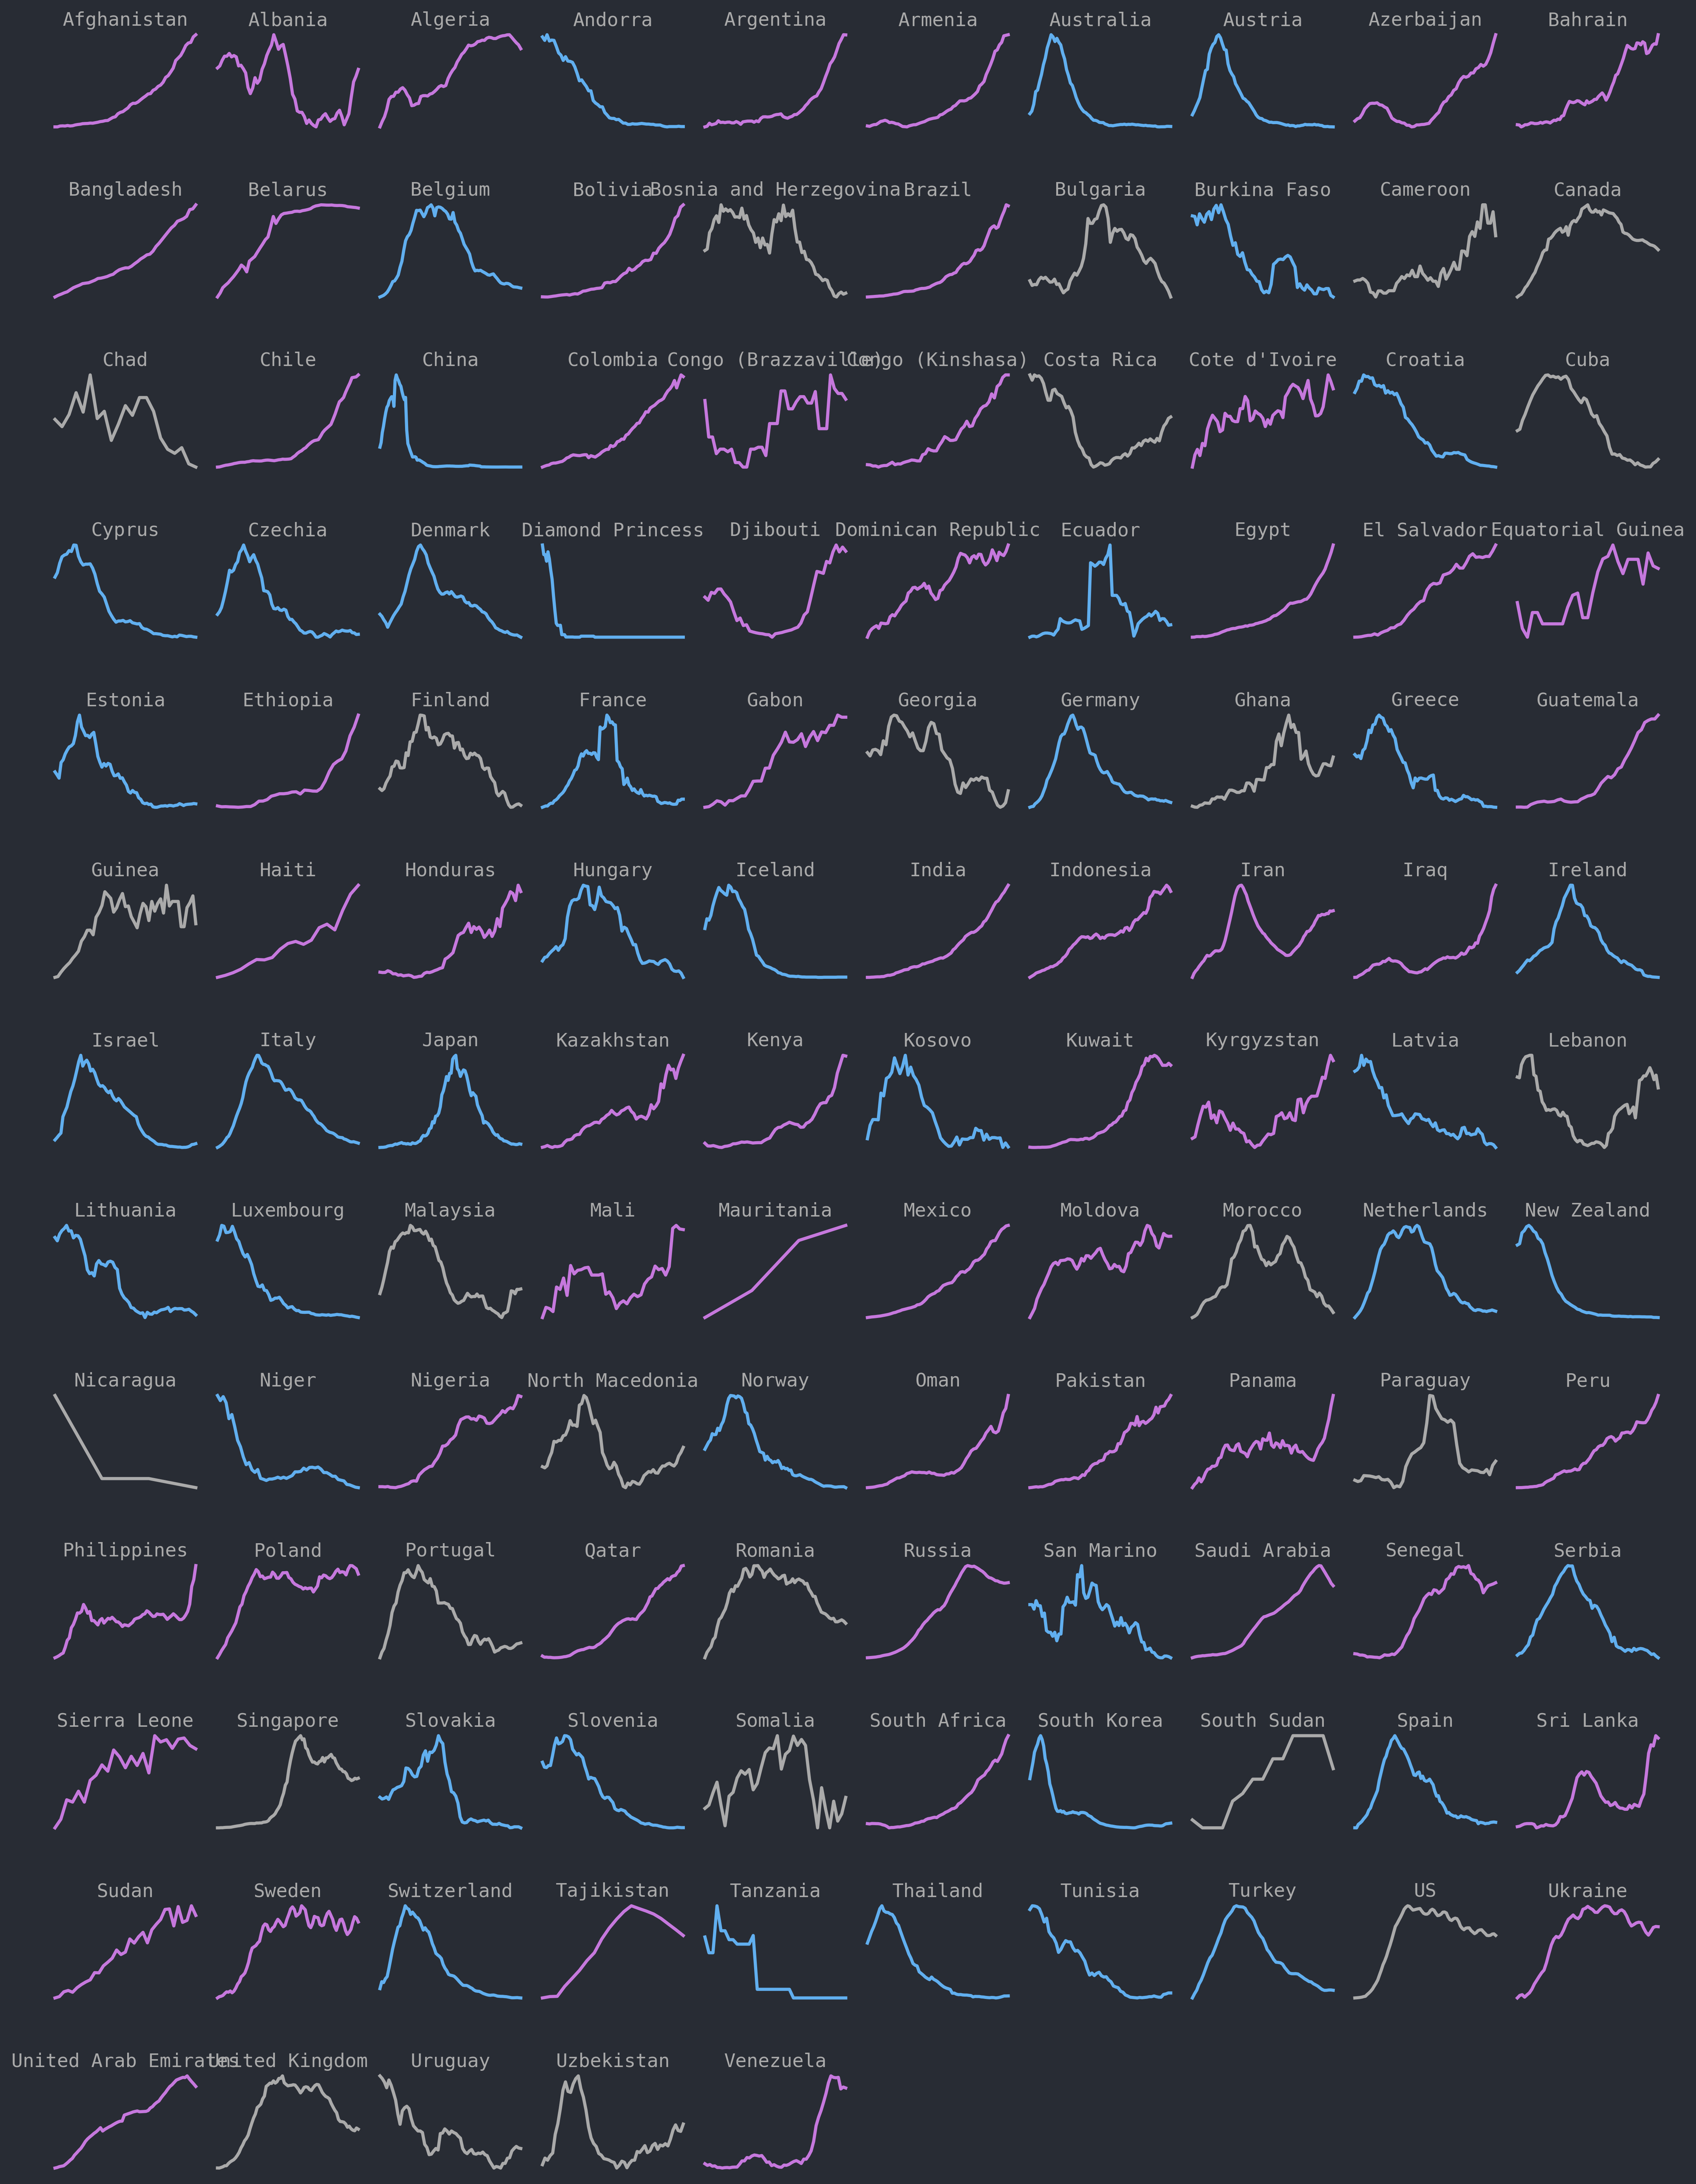 Afghanistan Albania Algeria Andorra Argentina Armenia Australia Austria Azerbaijan Bahrain
Bangladesh Belarus Belgium Bolivia Bosnia and Herzegovina Brazil Bulgaria Burkina Faso Cameroon Canada
Chad Chile China Colombia Congo (Brazzaville) Congo (Kinshasa) Costa Rica Cote d'Ivoire Croatia Cuba
Cyprus Czechia Denmark Diamond Princess Djibouti Dominican Republic Ecuador Egypt El Salvador Equatorial Guinea
Estonia Ethiopia Finland France Gabon Georgia Germany Ghana Greece Guatemala
Guinea Haiti Honduras Hungary Iceland India Indonesia Iran Iraq Ireland
Israel Italy Japan Kazakhstan Kenya Kosovo Kuwait Kyrgyzstan Latvia Lebanon
Lithuania Luxembourg Malaysia Mali Mauritania Mexico Moldova Morocco Netherlands New Zealand
Nicaragua Niger Nigeria North Macedonia Norway Oman Pakistan Panama Paraguay Peru
Philippines Poland Portugal Qatar Romania Russia San Marino Saudi Arabia Senegal Serbia
Sierra Leone Singapore Slovakia Slovenia Somalia South Africa South Korea South Sudan Spain Sri Lanka
Sudan Sweden Switzerland Tajikistan Tanzania Thailand Tunisia Turkey US Ukraine
United Arab Emirates United Kingdom Uruguay Uzbekistan Venezuela